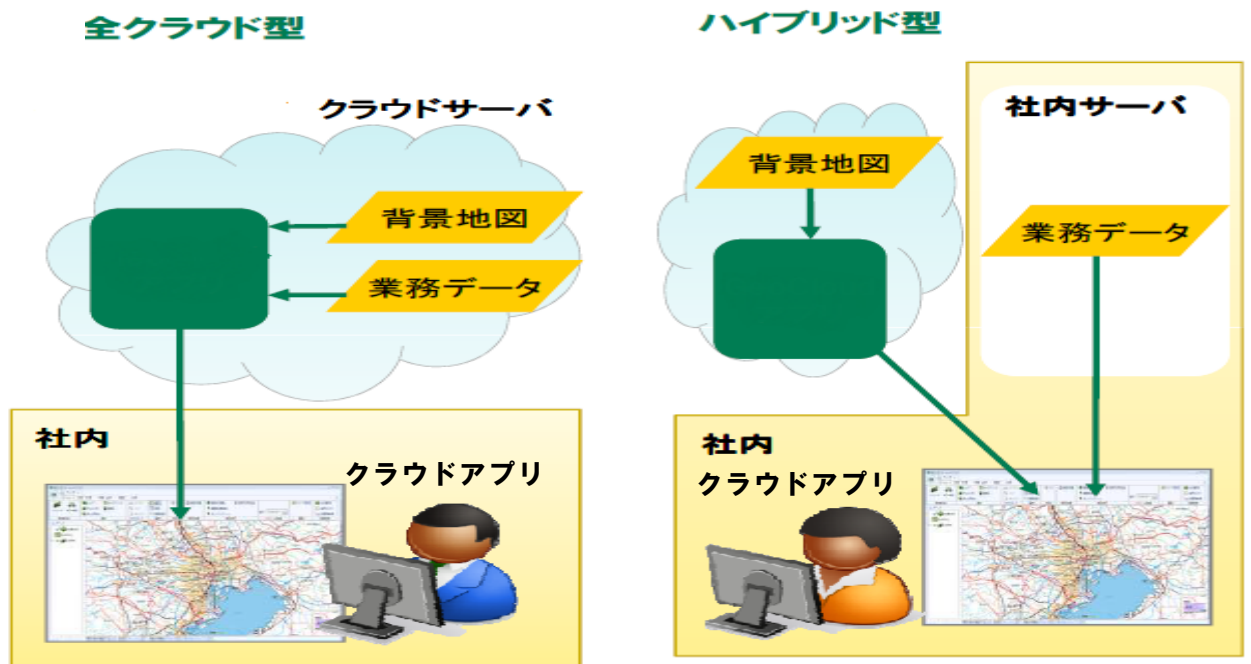 全クラウド型
クラウドサーバ
背景地図
業務データ
社内
クラウドアプリ
ハイブリッド型
社内サーバ
背景地図
業務データ
社内
クラウドアプリ